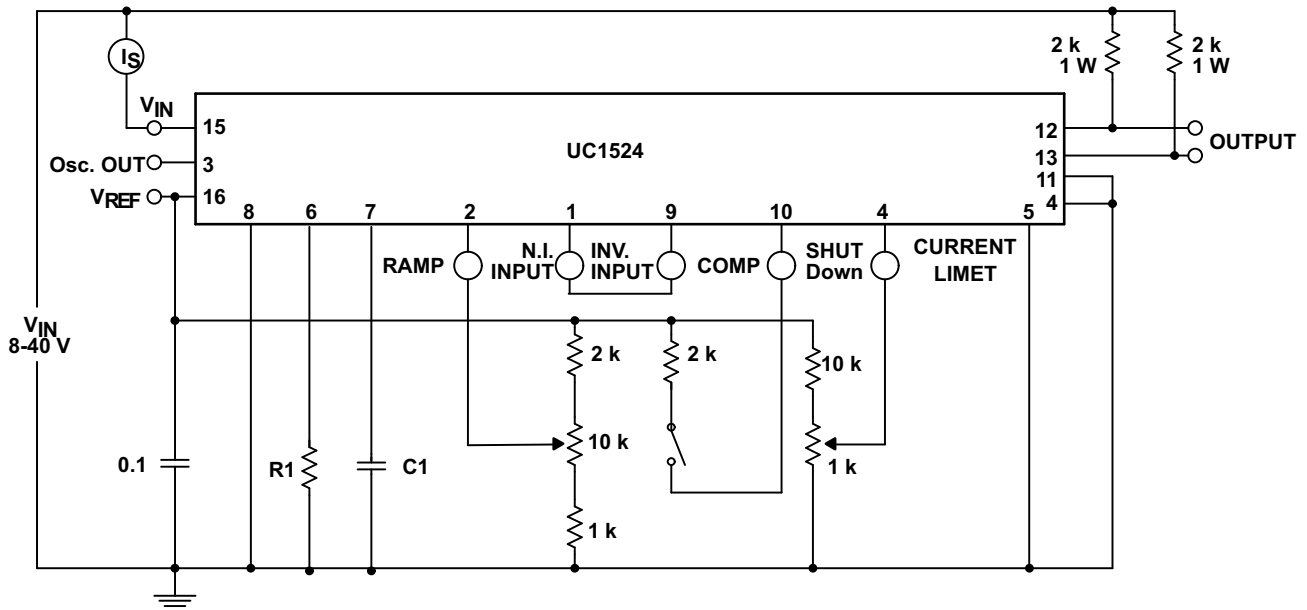 IS
2 k
1 W
2 k
1 W
VIN
15
12
UC1524
OUTPUT
Osc. OUT
3
13
11
VREF
16
4
8
6
7
2
1
9
10
4
5
RAMP
N.I.
INPUT
INV.
INPUT
COMP
SHUT
Down
CURRENT
LIMET
VIN
8-40 V
2 k
2 k
10 k
10 k
0.1
R1
C1
1 k
1 k